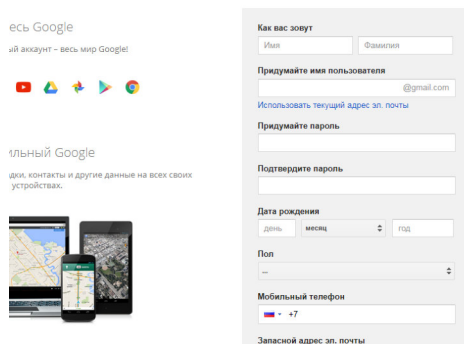 есь Google
ый аккаунт – весь мир Google!
ильный Google
дки, контакты и другие данные на всех своих
устройствах.
Как вас зовут
Имя
Фамилия
Придумайте имя пользователя
@gmail.com
Использовать текущий адрес эл. почты
Придумайте пароль
Подтвердите пароль
Дата рождения
день
месяц
год
Пол
--
Мобильный телефон
+7
Запасной адрес эл. почты